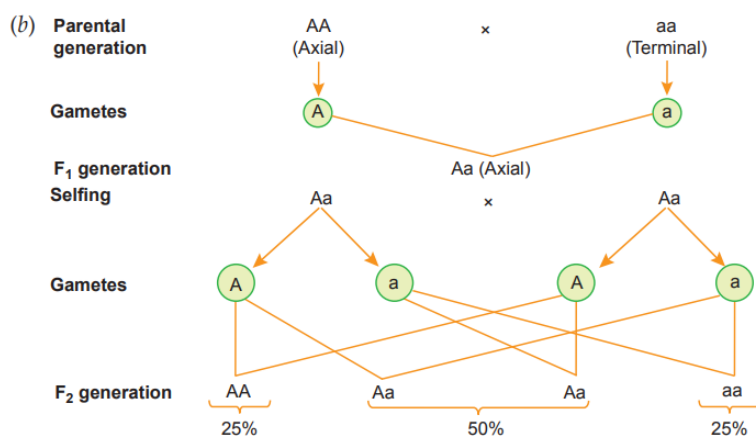 (b) Parental generation AA (Axial) × aa (Terminal)
Gametes A a
F1 generation Aa (Axial)
Selfing Aa × Aa
Gametes A a A a
F2 generation AA Aa Aa aa
25% 50% 25%